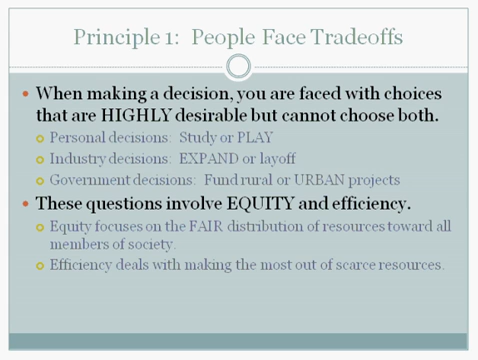 Principle 1: People Face Tradeoffs
When making a decision, you are faced with choices
that are HIGHLY desirable but cannot choose both.
Personal decisions: Study or PLAY
Industry decisions: EXPAND or layoff
Government decisions: Fund rural or URBAN projects
These questions involve EQUITY and efficiency.
Equity focuses on the FAIR distribution of resources toward all
members of society.
Efficiency deals with making the most out of scarce resources.